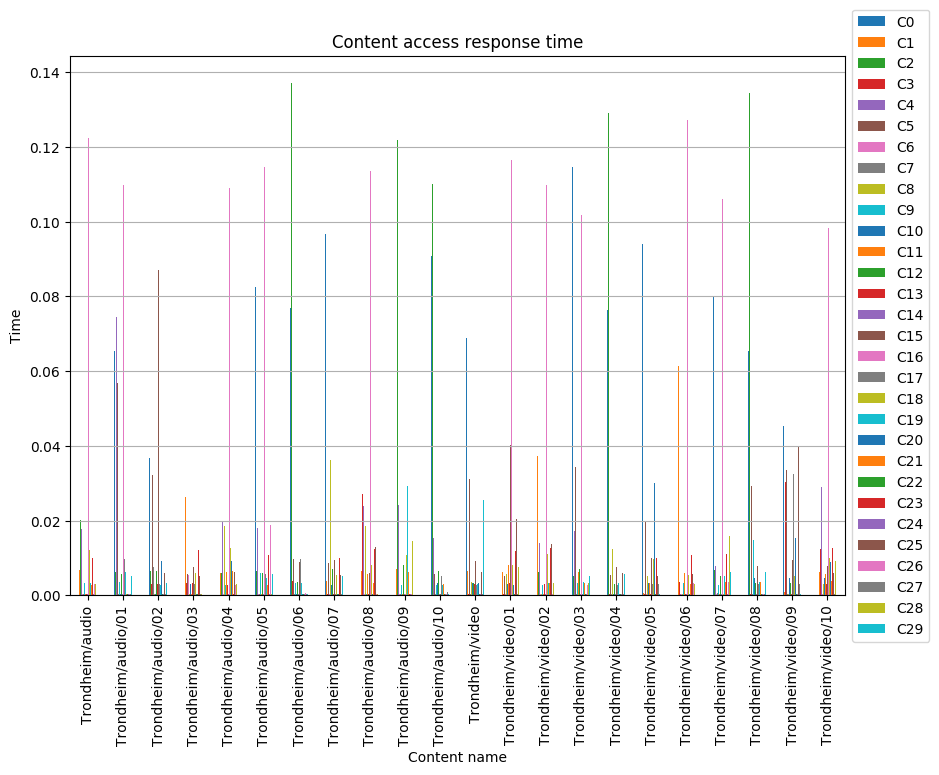 Content access response time
Time
0.14
0.12
0.10
0.08
0.06
0.04
0.02
0.00
Trondheim/audio
Trondheim/audio/01
Trondheim/audio/02
Trondheim/audio/03
Trondheim/audio/04
Trondheim/audio/05
Trondheim/audio/06
Trondheim/audio/07
Trondheim/audio/08
Trondheim/audio/09
Trondheim/audio/10
Trondheim/video
Trondheim/video/01
Trondheim/video/02
Trondheim/video/03
Trondheim/video/04
Trondheim/video/05
Trondheim/video/06
Trondheim/video/07
Trondheim/video/08
Trondheim/video/09
Trondheim/video/10
Content name
C0
C1
C2
C3
C4
C5
C6
C7
C8
C9
C10
C11
C12
C13
C14
C15
C16
C17
C18
C19
C20
C21
C22
C23
C24
C25
C26
C27
C28
C29